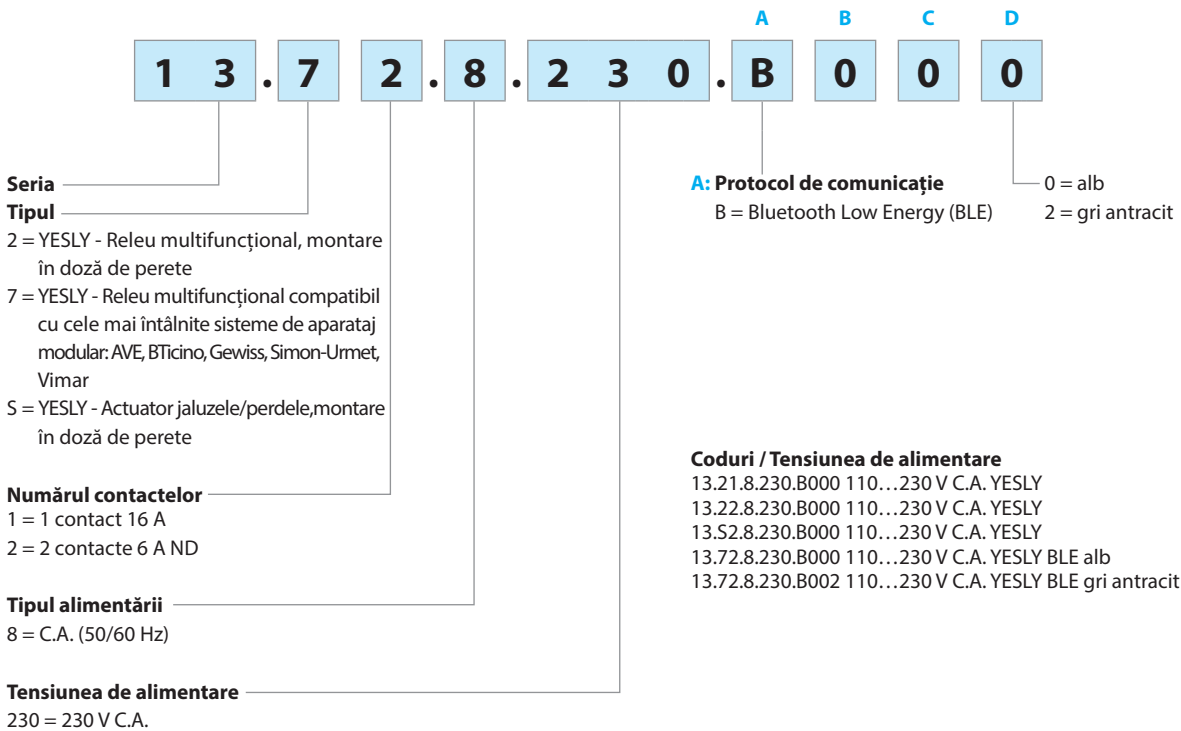 A B C D
1 3 . 7 2 . 8 . 2 3 0 . B 0 0 0
Seria
Tipul
2 = YESLY - Releu multifuncțional, montare
în doză de perete
7 = YESLY - Releu multifuncțional compatibil
cu cele mai întâlnite sisteme de aparataj
modular: AVE, BTicino, Gewiss, Simon-Urmet,
Vimar
S = YESLY - Actuator jaluzele/perdele,montare
în doză de perete
Numărul contactelor
1 = 1 contact 16 A
2 = 2 contacte 6 A ND
Tipul alimentării
8 = C.A. (50/60 Hz)
Tensiunea de alimentare
230 = 230 V C.A.
A: Protocol de comunicație
B = Bluetooth Low Energy (BLE)
0 = alb
2 = gri antracit
Coduri / Tensiunea de alimentare
13.21.8.230.B000 110…230 V C.A. YESLY
13.22.8.230.B000 110…230 V C.A. YESLY
13.S2.8.230.B000 110…230 V C.A. YESLY
13.72.8.230.B000 110…230 V C.A. YESLY BLE alb
13.72.8.230.B002 110…230 V C.A. YESLY BLE gri antracit